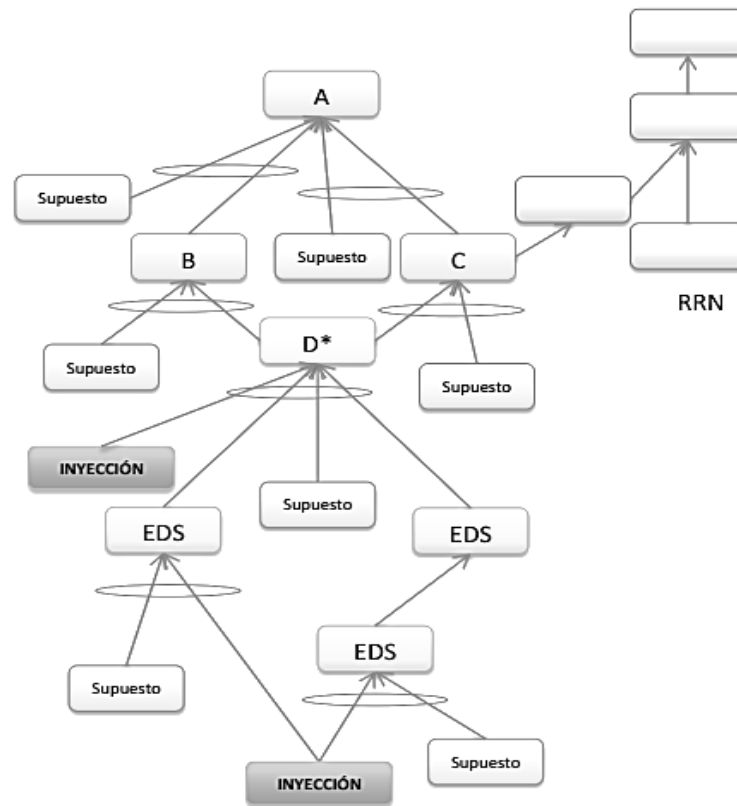 A
Supuesto
B
Supuesto
C
RRN
Supuesto
D*
Supuesto
INYECCIÓN
Supuesto
EDS
EDS
EDS
Supuesto
Supuesto
INYECCIÓN